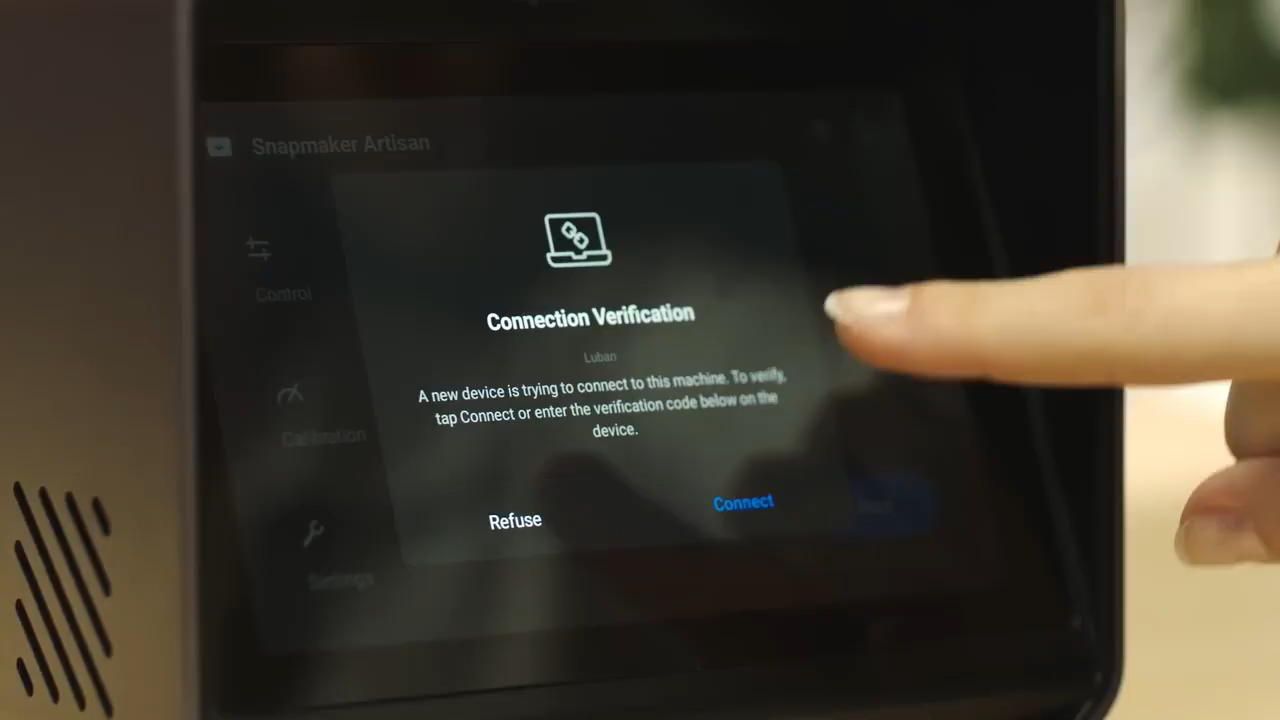 Snapmaker Artisan
Control
Calibration
Settings
Connection Verification
Luban
A new device is trying to connect to this machine. To verify,
tap Connect or enter the verification code below on the
device.
Refuse
Connect